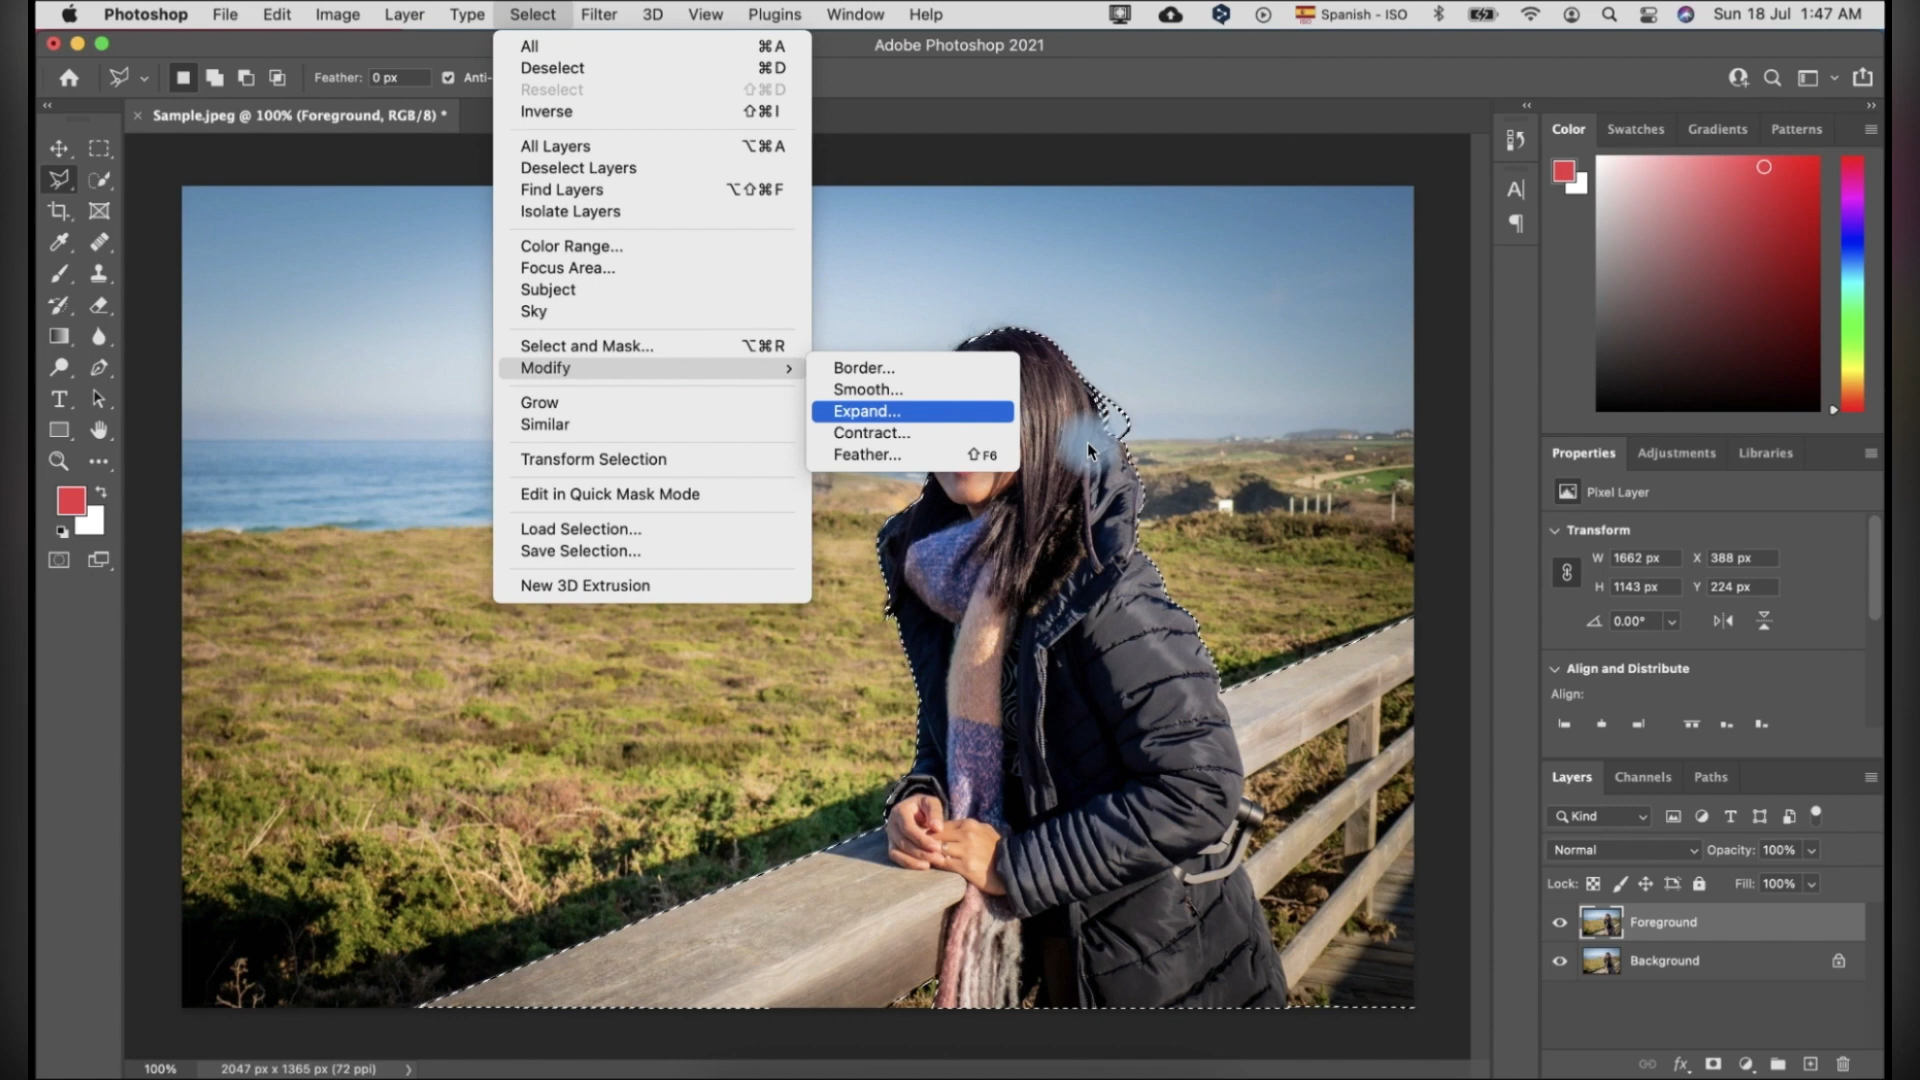 Photoshop File Edit Image Layer Type Select Filter 3D View Plugins Window Help Spanish - ISO Sun 18 Jul 1:47 AM
Adobe Photoshop 2021
Feather: 0 px Anti-
Sample.jpeg @ 100% (Foreground, RGB/8) *
All ⌘A
Deselect ⌘D
Reselect ⇧⌘D
Inverse ⇧⌘I
All Layers ⌥⌘A
Deselect Layers
Find Layers ⌥⇧⌘F
Isolate Layers
Color Range...
Focus Area...
Subject
Sky
Select and Mask... ⌥⌘R
Modify
Grow
Similar
Transform Selection
Edit in Quick Mask Mode
Load Selection...
Save Selection...
New 3D Extrusion
Border...
Smooth...
Expand...
Contract...
Feather... ⇧F6
Color Swatches Gradients Patterns
Properties Adjustments Libraries
Pixel Layer
Transform
W 1662 px X 388 px
H 1143 px Y 224 px
0.00°
Align and Distribute
Align:
Layers Channels Paths
Kind
Normal Opacity: 100%
Lock: Fill: 100%
Foreground
Background
100% 2047 px x 1365 px (72 ppi)